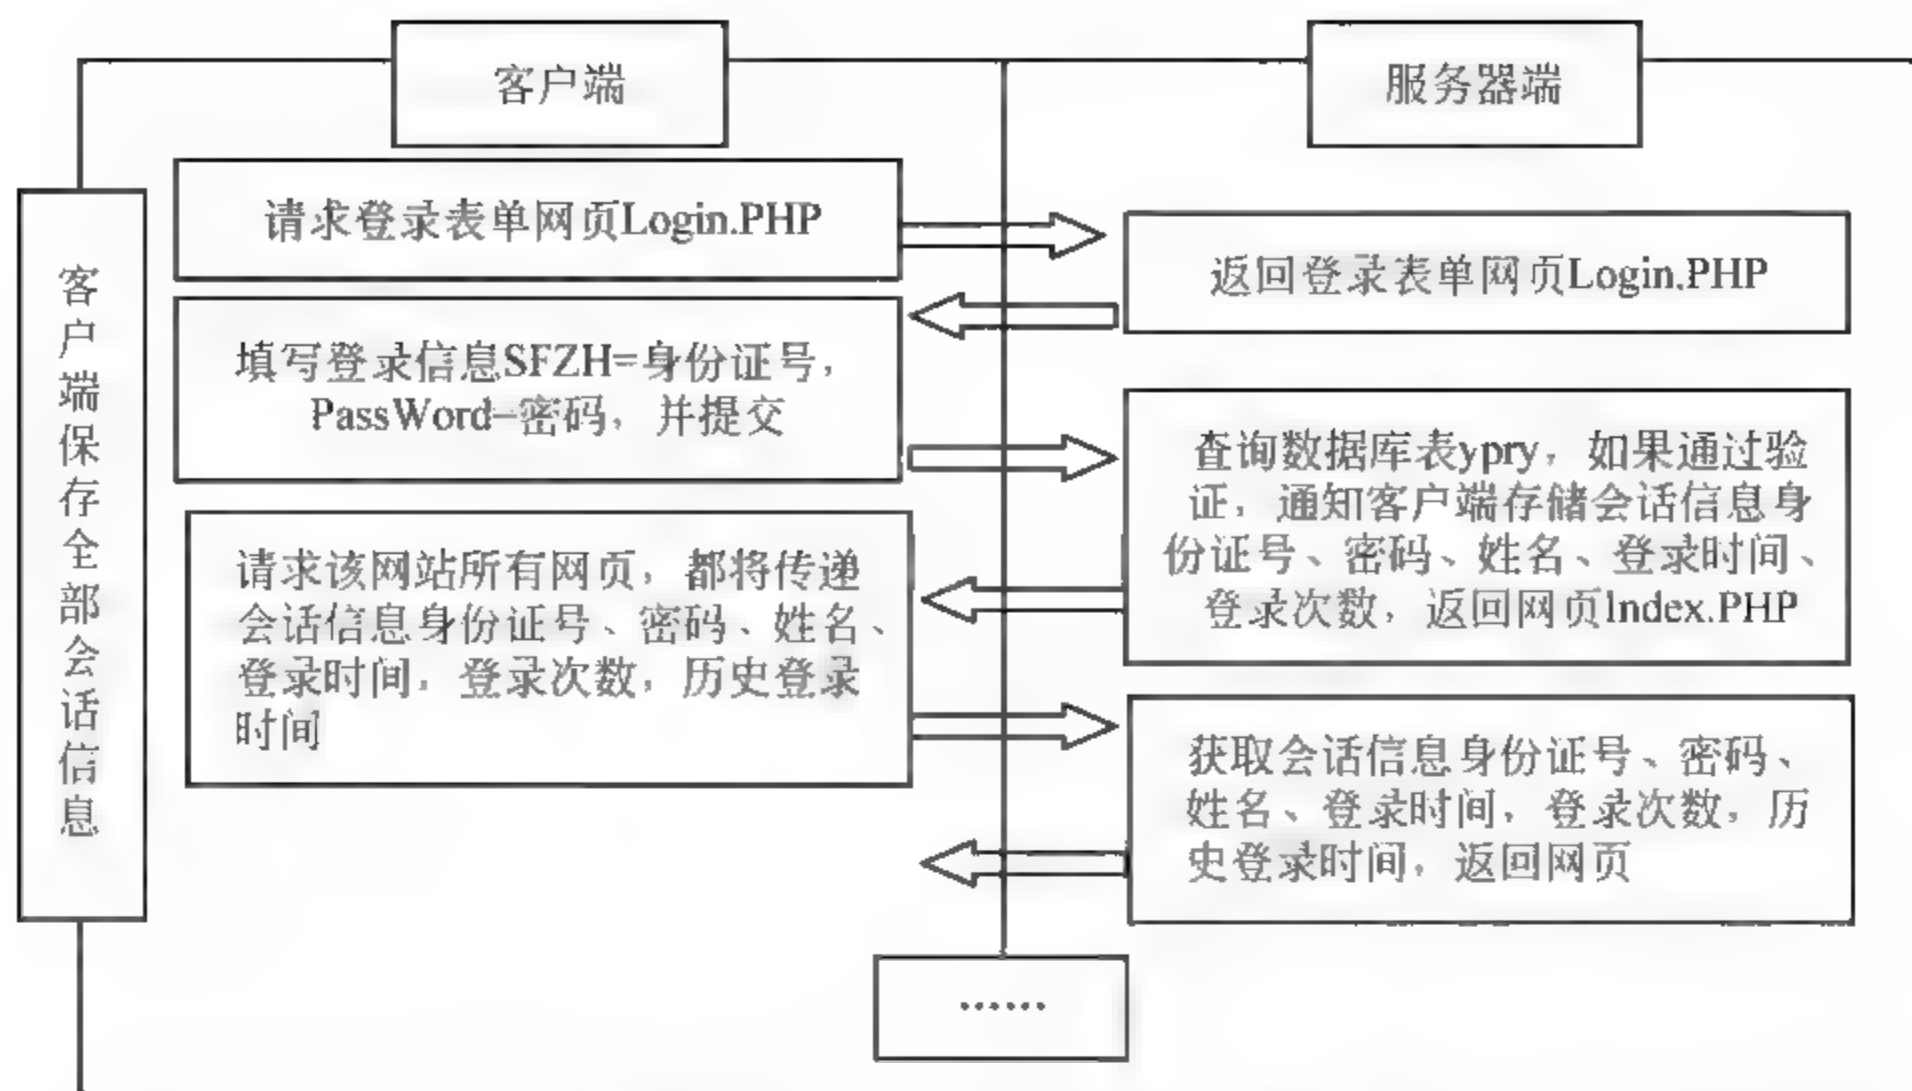 客户端
服务器端
客户端保存全部会话信息
请求登录表单网页Login.PHP
返回登录表单网页Login.PHP
填写登录信息SFZH=身份证号，
PassWord=密码，并提交
查询数据库表ypry，如果通过验
证，通知客户端存储会话信息身
份证号、密码、姓名、登录时间、
登录次数，返回网页Index.PHP
请求该网站所有网页，都将传递
会话信息身份证号、密码、姓名、
登录时间，登录次数，历史登录
时间
获取会话信息身份证号、密码、
姓名、登录时间，登录次数，历
史登录时间，返回网页
……